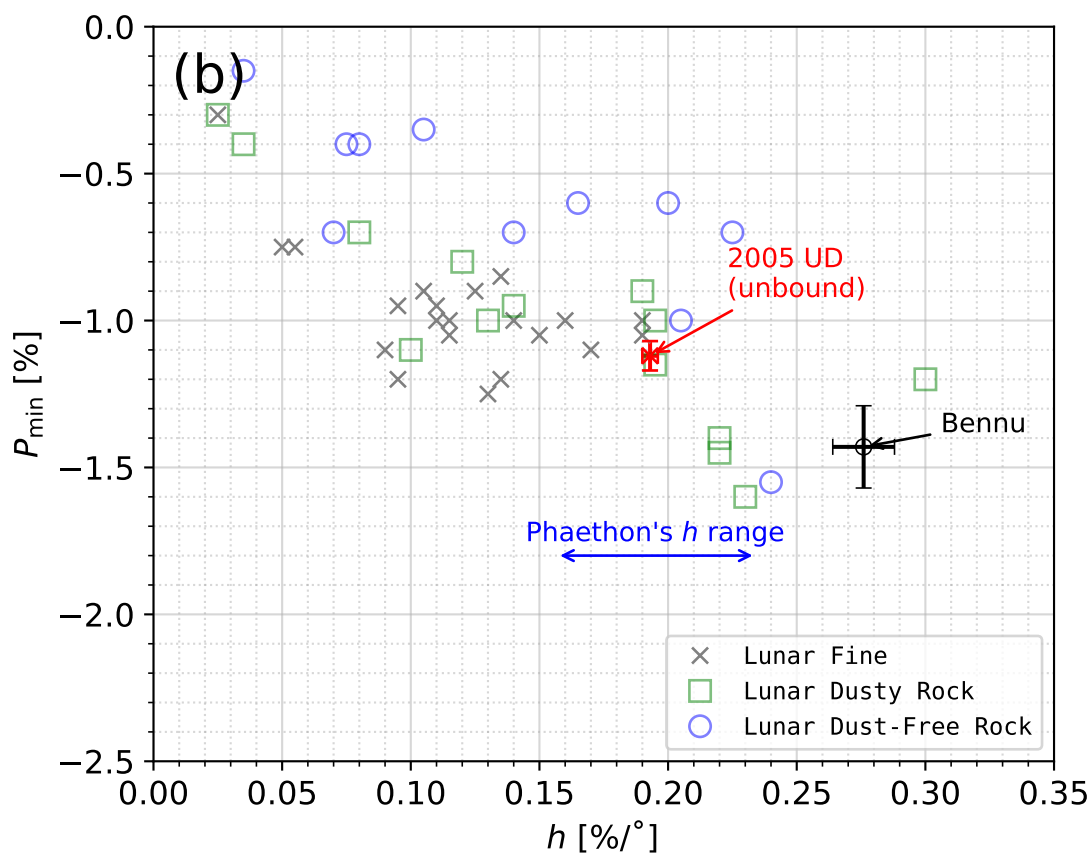 (b)
0.0
−0.5
−1.0
−1.5
−2.0
−2.5
P_min [%]
2005 UD
(unbound)
Bennu
Phaethon's h range
Lunar Fine
Lunar Dusty Rock
Lunar Dust-Free Rock
0.00 0.05 0.10 0.15 0.20 0.25 0.30 0.35
h [%/°]